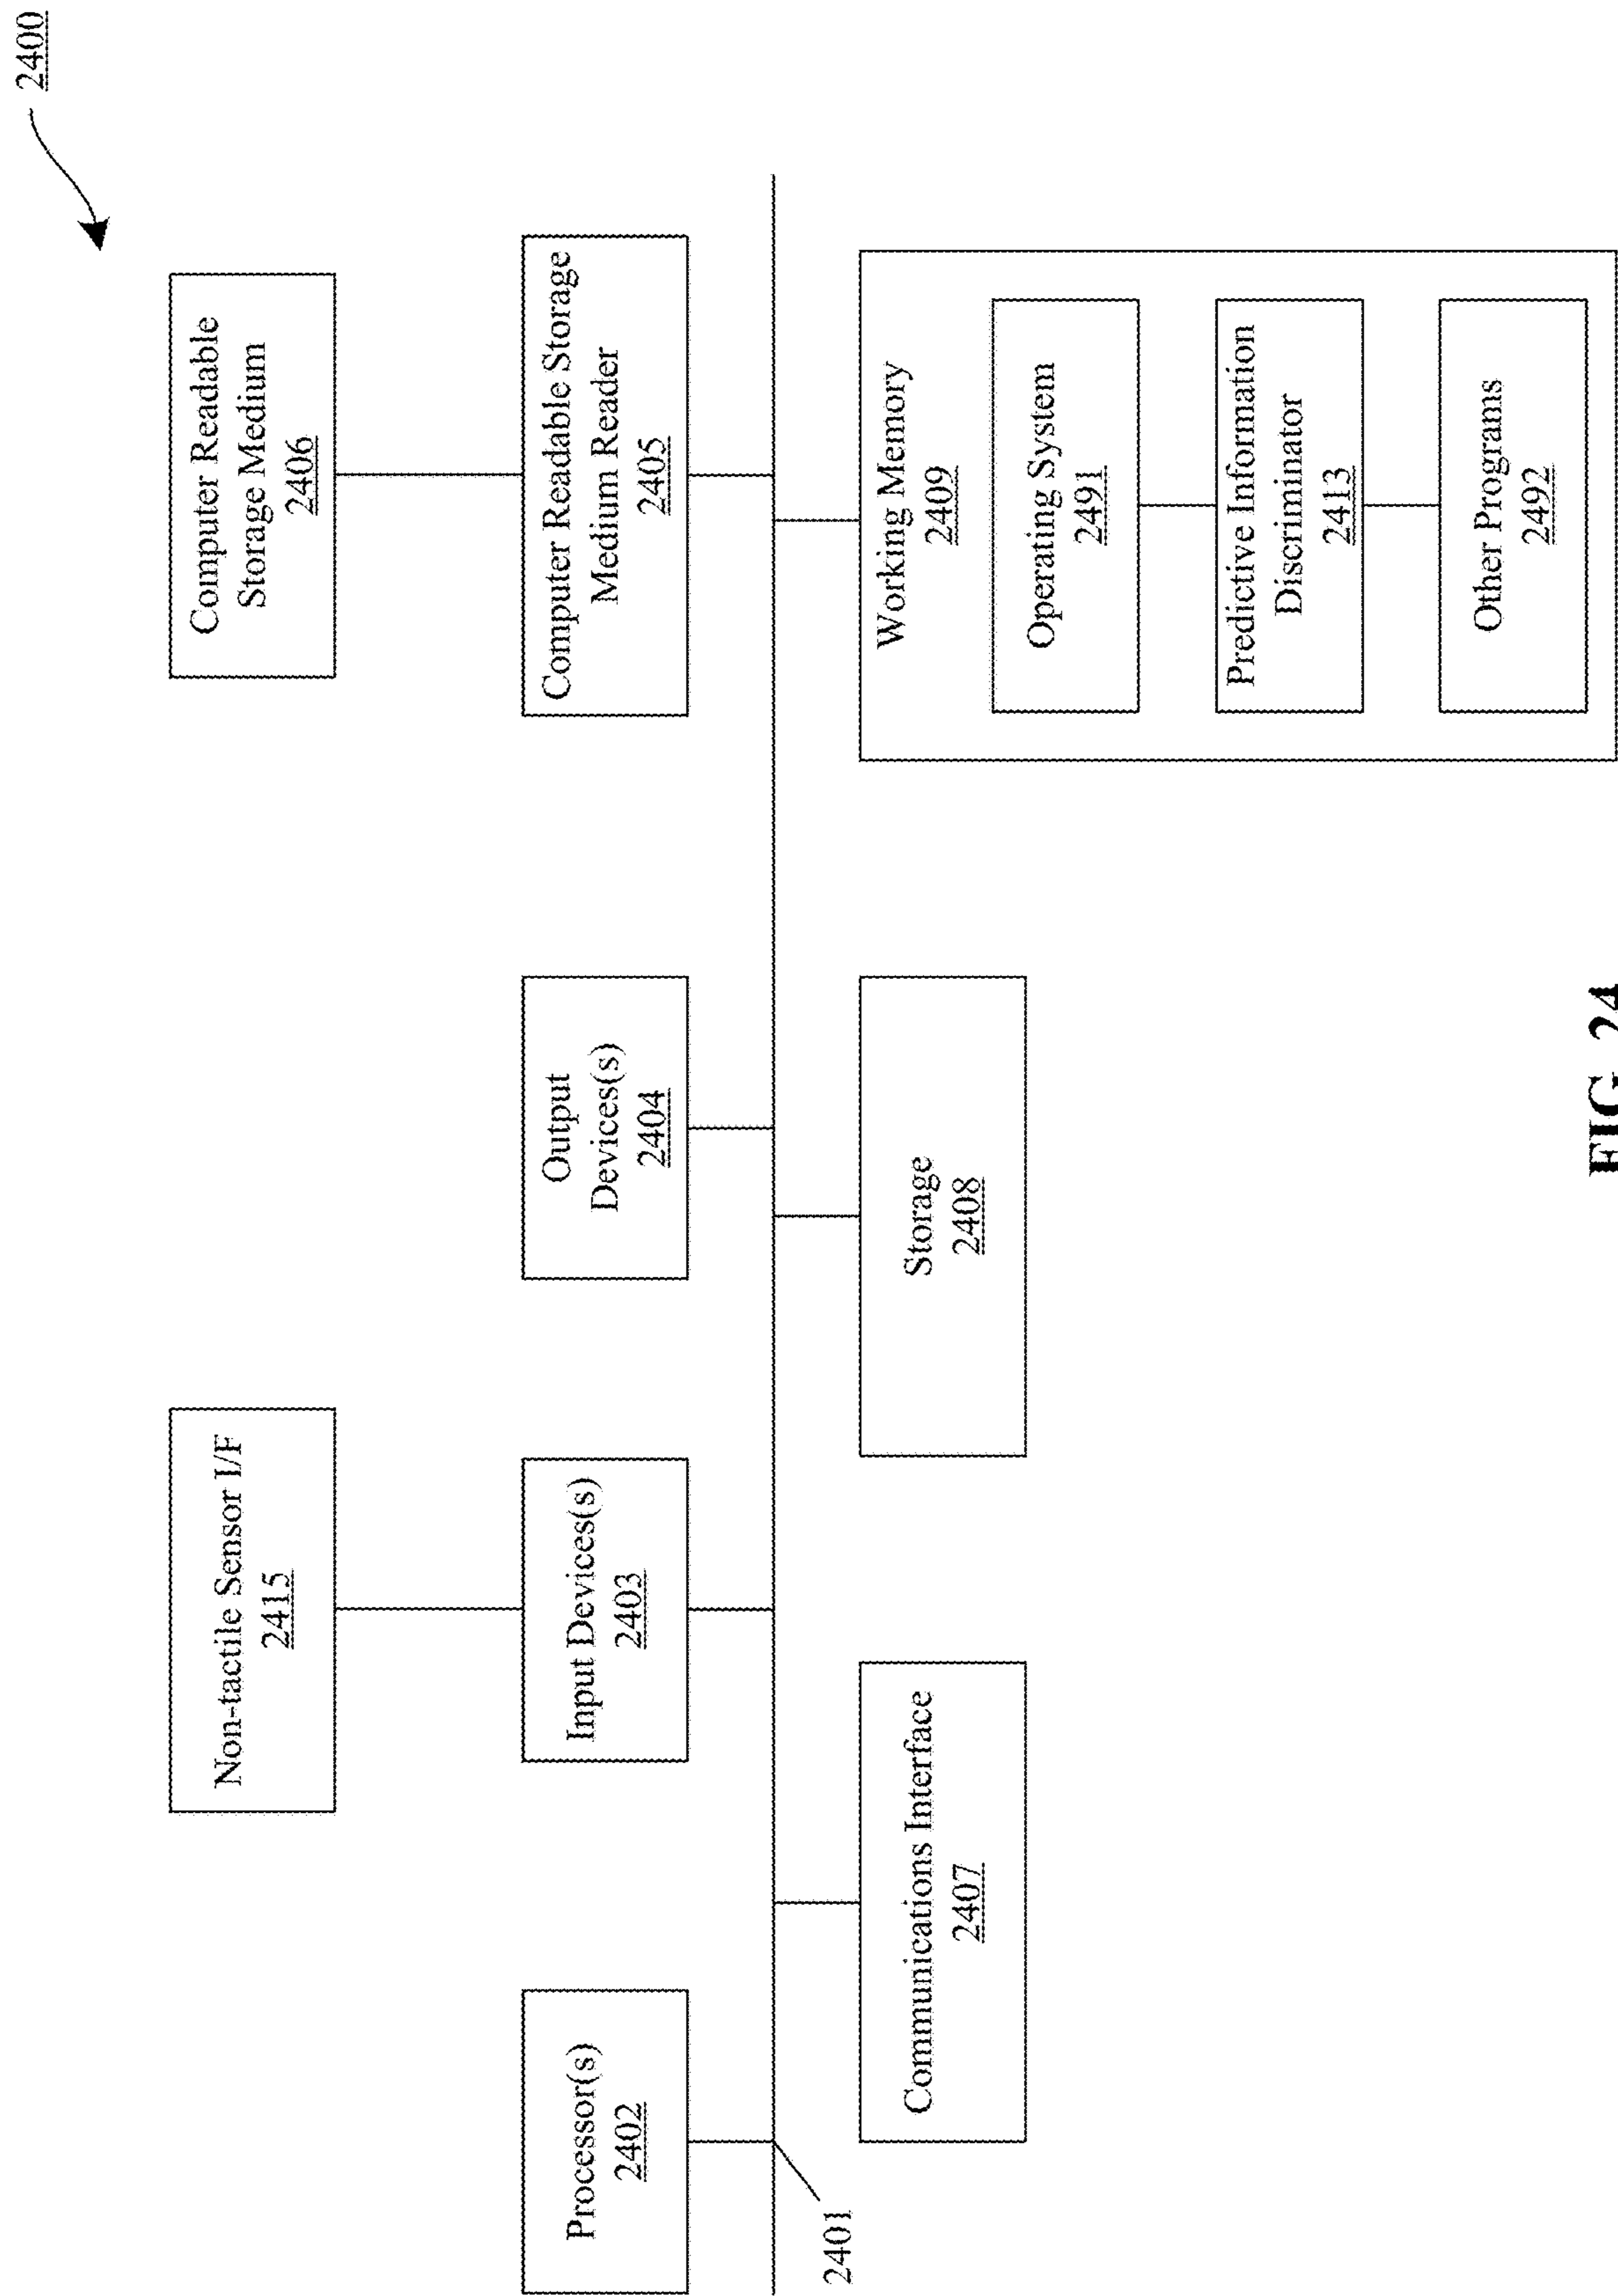 2400
Non-tactile Sensor I/F
2415
Computer Readable
Storage Medium
2406
Processor(s)
2402
Input Devices(s)
2403
Output
Devices(s)
2404
Computer Readable Storage
Medium Reader
2405
2401
Communications Interface
2407
Storage
2408
Working Memory
2409
Operating System
2491
Predictive Information
Discriminator
2413
Other Programs
2492
FIG. 24